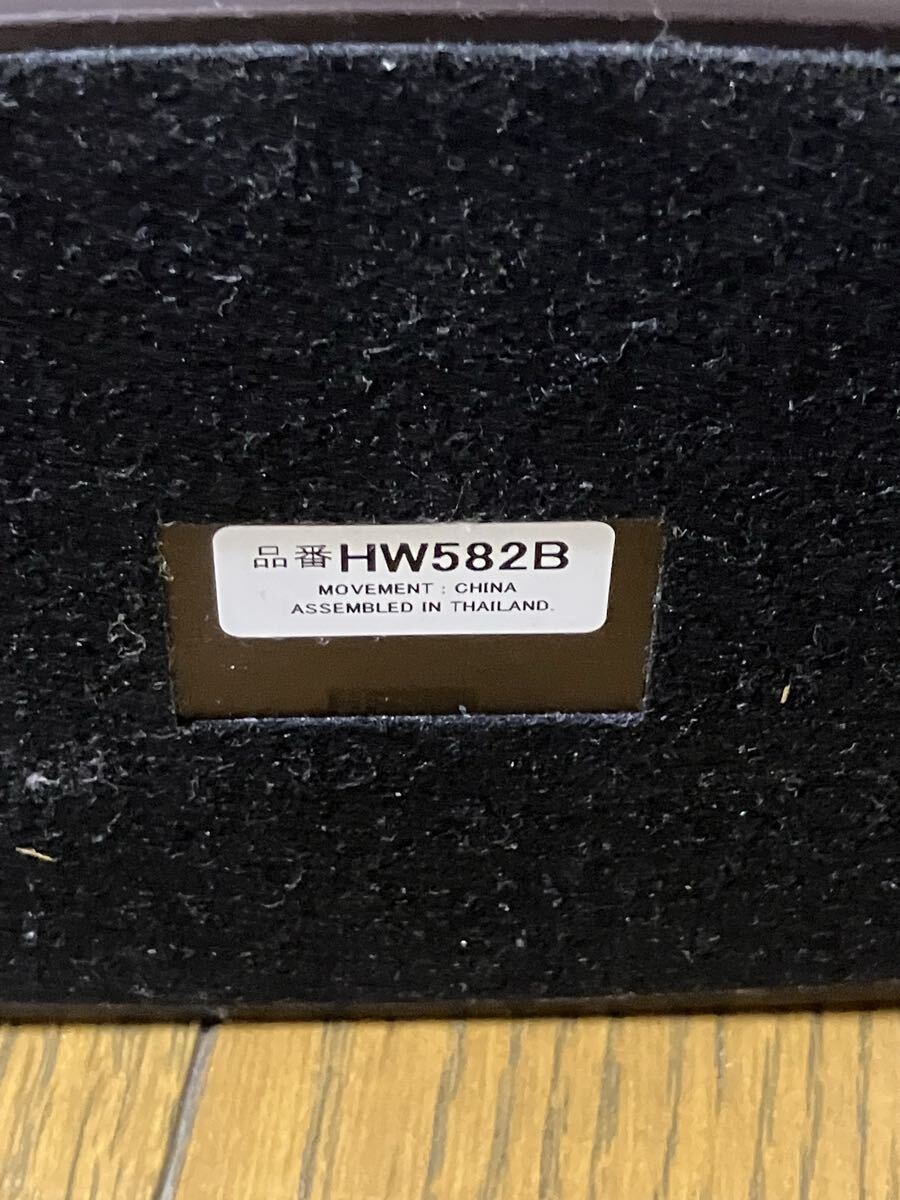 品番HW582B
MOVEMENT : CHINA
ASSEMBLED IN THAILAND.